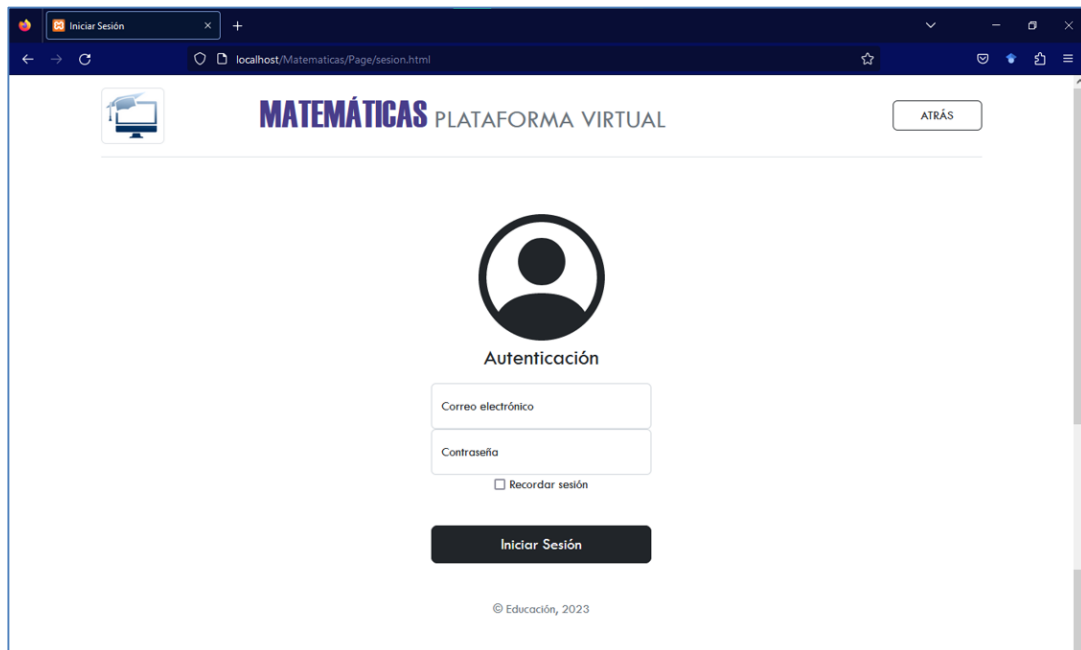 Iniciar Sesión
localhost/Matematicas/Page/sesion.html
MATEMÁTICAS PLATAFORMA VIRTUAL
ATRÁS
Autenticación
Correo electrónico
Contraseña
Recordar sesión
Iniciar Sesión
© Educación, 2023